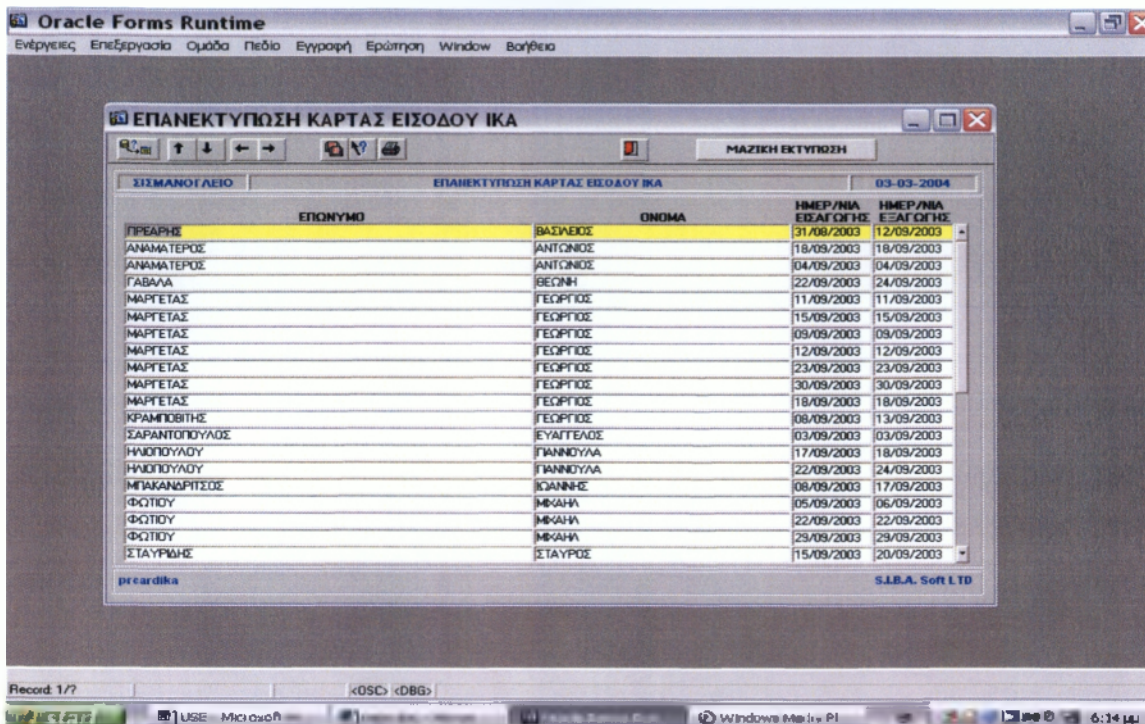 Oracle Forms Runtime
Ενέργειες Επεξεργασία Ομάδα Πεδίο Εγγραφή Ερώτηση Window Βοήθεια
ΕΠΑΝΕΚΤΥΠΩΣΗ ΚΑΡΤΑΣ ΕΙΣΟΔΟΥ ΙΚΑ
ΜΑΖΙΚΗ ΕΚΤΥΠΩΣΗ
ΣΙΣΜΑΝΟΓΛΕΙΟ ΕΠΑΝΕΚΤΥΠΩΣΗ ΚΑΡΤΑΣ ΕΙΣΟΔΟΥ ΙΚΑ 03-03-2004
ΕΠΩΝΥΜΟ ΟΝΟΜΑ ΗΜΕΡ/ΝΙΑ ΕΙΣΑΓΩΓΗΣ ΗΜΕΡ/ΝΙΑ ΕΞΑΓΩΓΗΣ
ΠΡΕΑΡΗΣ ΒΑΣΙΛΕΙΟΣ 31/08/2003 12/09/2003
ΑΝΑΜΑΤΕΡΟΣ ΑΝΤΩΝΙΟΣ 18/09/2003 18/09/2003
ΑΝΑΜΑΤΕΡΟΣ ΑΝΤΩΝΙΟΣ 04/09/2003 04/09/2003
ΓΑΒΑΛΑ ΘΕΩΝΗ 22/09/2003 24/09/2003
ΜΑΡΓΕΤΑΣ ΓΕΩΡΓΙΟΣ 11/09/2003 11/09/2003
ΜΑΡΓΕΤΑΣ ΓΕΩΡΓΙΟΣ 15/09/2003 15/09/2003
ΜΑΡΓΕΤΑΣ ΓΕΩΡΓΙΟΣ 09/09/2003 09/09/2003
ΜΑΡΓΕΤΑΣ ΓΕΩΡΓΙΟΣ 12/09/2003 12/09/2003
ΜΑΡΓΕΤΑΣ ΓΕΩΡΓΙΟΣ 23/09/2003 23/09/2003
ΜΑΡΓΕΤΑΣ ΓΕΩΡΓΙΟΣ 30/09/2003 30/09/2003
ΜΑΡΓΕΤΑΣ ΓΕΩΡΓΙΟΣ 18/09/2003 18/09/2003
ΚΡΑΜΠΟΒΙΤΗΣ ΓΕΩΡΓΙΟΣ 08/09/2003 13/09/2003
ΣΑΡΑΝΤΟΠΟΥΛΟΣ ΕΥΑΓΓΕΛΟΣ 03/09/2003 03/09/2003
ΗΛΙΟΠΟΥΛΟΥ ΓΙΑΝΝΟΥΛΑ 17/09/2003 18/09/2003
ΗΛΙΟΠΟΥΛΟΥ ΓΙΑΝΝΟΥΛΑ 22/09/2003 24/09/2003
ΜΠΑΚΑΝΔΡΙΤΣΟΣ ΙΩΑΝΝΗΣ 08/09/2003 17/09/2003
ΦΩΤΙΟΥ ΜΙΧΑΗΛ 05/09/2003 06/09/2003
ΦΩΤΙΟΥ ΜΙΧΑΗΛ 22/09/2003 22/09/2003
ΦΩΤΙΟΥ ΜΙΧΑΗΛ 29/09/2003 29/09/2003
ΣΤΑΥΡΙΔΗΣ ΣΤΑΥΡΟΣ 15/09/2003 20/09/2003
prcardika S.I.B.A. Soft LTD
Record: 1/? <OSC> <DBG>
USE Microsoft Windows 6:14